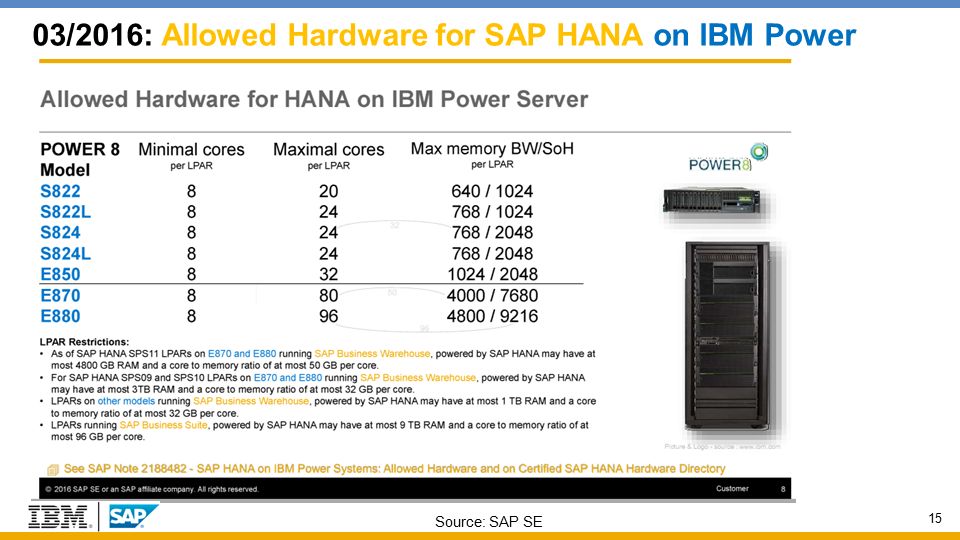 03/2016: Allowed Hardware for SAP HANA on IBM Power
Allowed Hardware for HANA on IBM Power Server
POWER 8 Model Minimal cores per LPAR Maximal cores per LPAR Max memory BW/SoH per LPAR
S822 8 20 640 / 1024
S822L 8 24 768 / 1024
32
S824 8 24 768 / 2048
S824L 8 24 768 / 2048
E850 8 32 1024 / 2048
E870 8 80 4000 / 7680
50
E880 8 96 4800 / 9216
96
POWER8
LPAR Restrictions:
• As of SAP HANA SPS11 LPARs on E870 and E880 running SAP Business Warehouse, powered by SAP HANA may have at
most 4800 GB RAM and a core to memory ratio of at most 50 GB per core.
• For SAP HANA SPS09 and SPS10 LPARs on E870 and E880 running SAP Business Warehouse, powered by SAP HANA
may have at most 3TB RAM and a core to memory ratio of at most 32 GB per core.
• LPARs on other models running SAP Business Warehouse, powered by SAP HANA may have at most 1 TB RAM and a core
to memory ratio of at most 32 GB per core.
• LPARs running SAP Business Suite, powered by SAP HANA may have at most 9 TB RAM and a core to memory ratio of at
most 96 GB per core.
Picture & Logo - source : www.ibm.com
See SAP Note 2188482 - SAP HANA on IBM Power Systems: Allowed Hardware and on Certified SAP HANA Hardware Directory
© 2016 SAP SE or an SAP affiliate company. All rights reserved. Customer 8
IBM SAP
Source: SAP SE
15